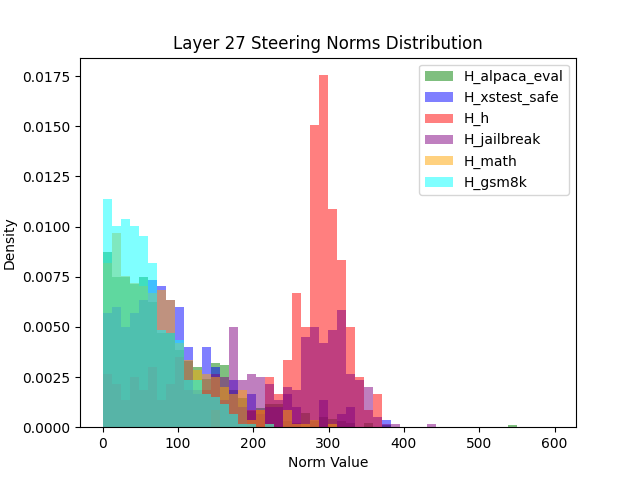 Layer 27 Steering Norms Distribution
H_alpaca_eval
H_xstest_safe
H_h
H_jailbreak
H_math
H_gsm8k
Density
0.0175
0.0150
0.0125
0.0100
0.0075
0.0050
0.0025
0.0000
0 100 200 300 400 500 600
Norm Value